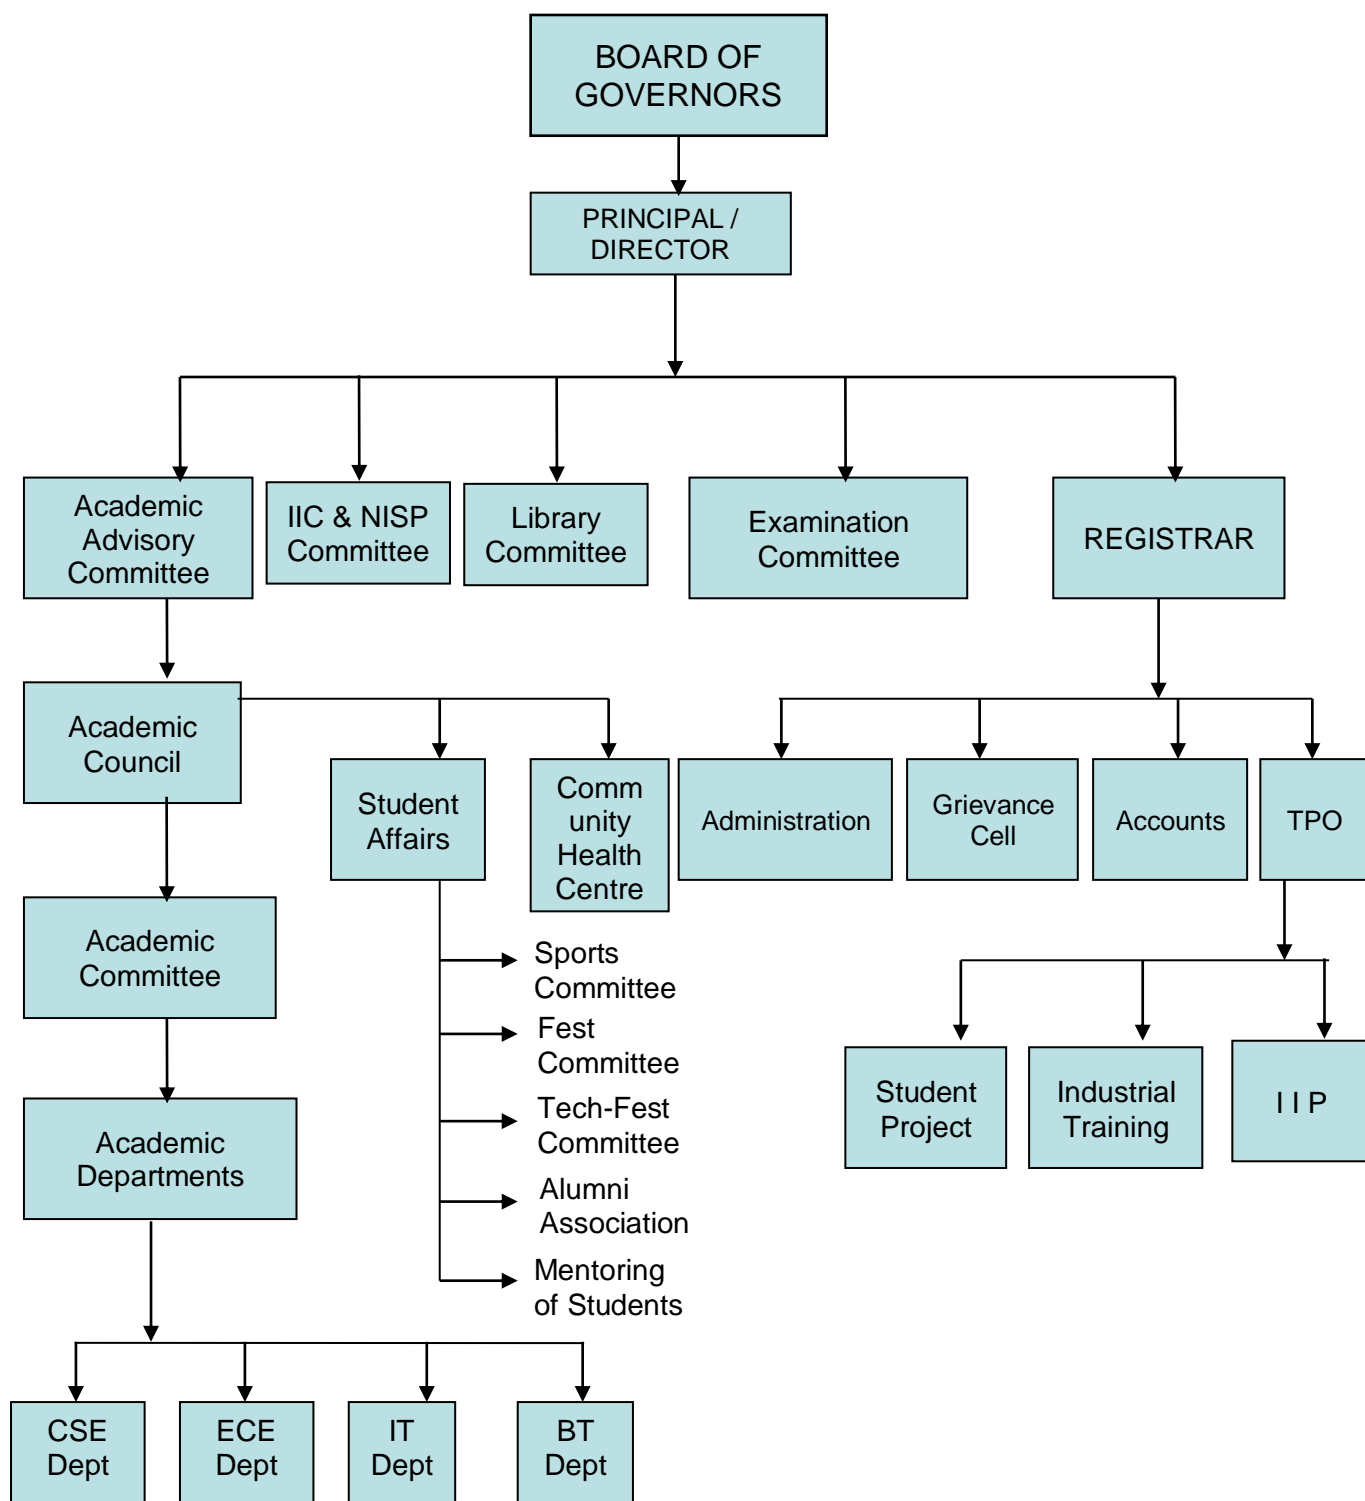 BOARD OF
GOVERNORS
PRINCIPAL /
DIRECTOR
Academic
Advisory
Committee
IIC & NISP
Committee
Library
Committee
Examination
Committee
REGISTRAR
Academic
Council
Student
Affairs
Comm
unity
Health
Centre
Administration
Grievance
Cell
Accounts
TPO
Academic
Committee
Sports
Committee
Fest
Committee
Tech-Fest
Committee
Alumni
Association
Mentoring
of Students
Student
Project
Industrial
Training
I I P
Academic
Departments
CSE
Dept
ECE
Dept
IT
Dept
BT
Dept